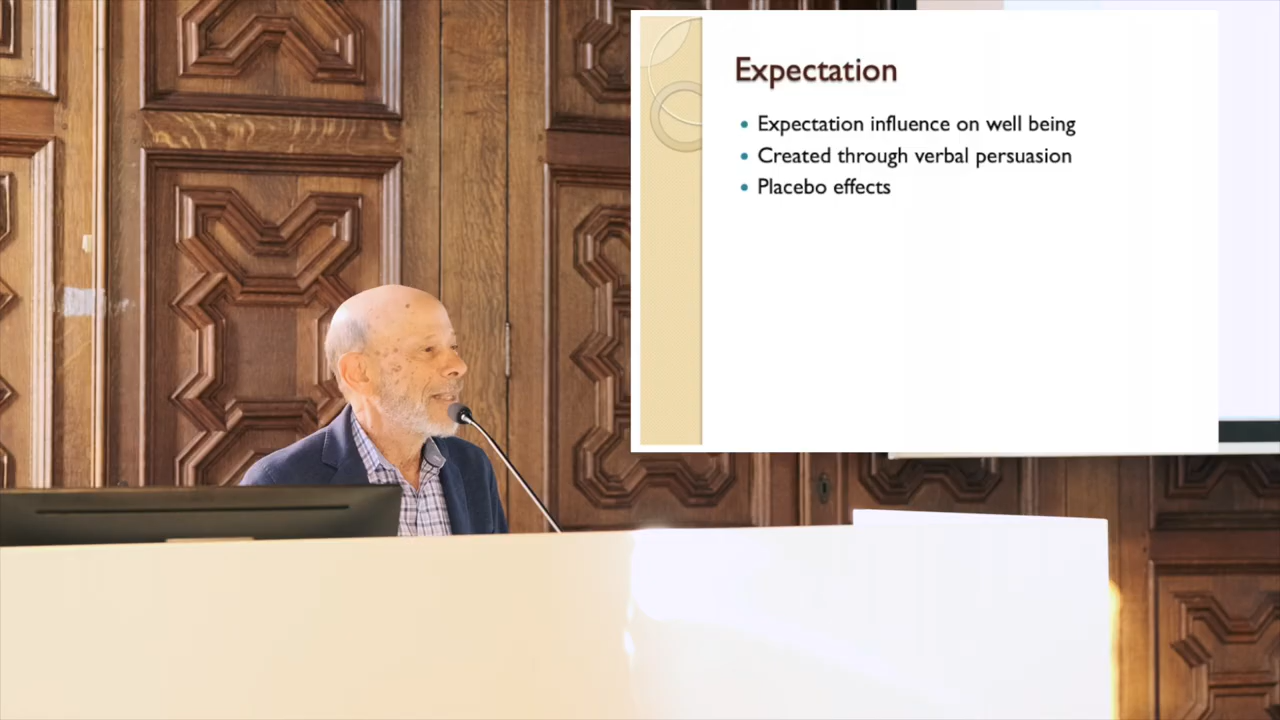 Expectation
• Expectation influence on well being
• Created through verbal persuasion
• Placebo effects